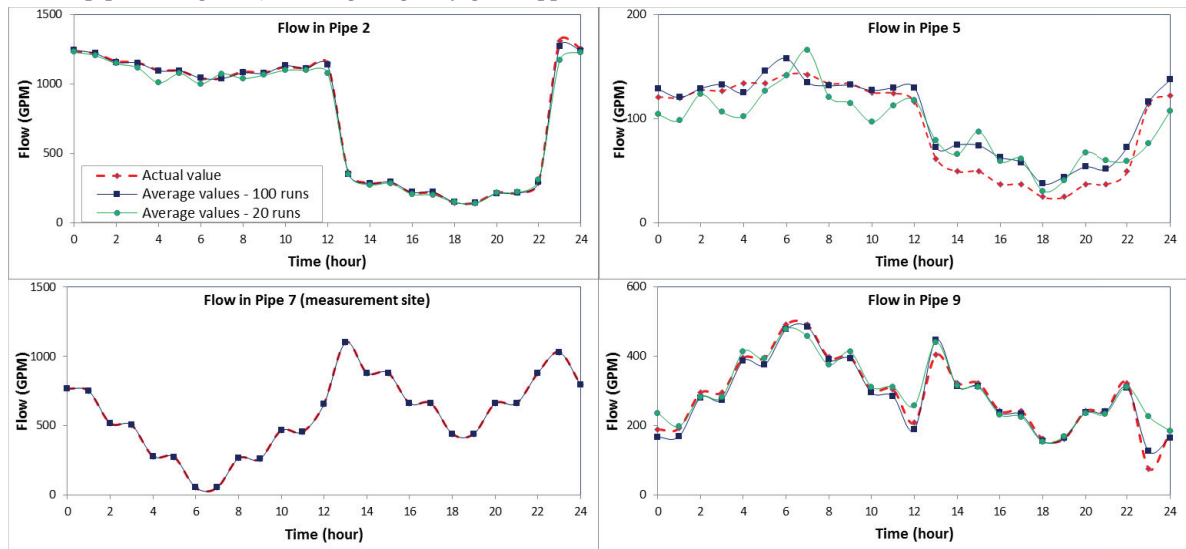 Flow in Pipe 2
1500
1000
500
0
Flow (GPM)
Actual value
Average values - 100 runs
Average values - 20 runs
0 2 4 6 8 10 12 14 16 18 20 22 24
Time (hour)
Flow in Pipe 5
200
100
0
Flow (GPM)
0 2 4 6 8 10 12 14 16 18 20 22 24
Time (hour)
Flow in Pipe 7 (measurement site)
1500
1000
500
0
Flow (GPM)
0 2 4 6 8 10 12 14 16 18 20 22 24
Time (hour)
Flow in Pipe 9
600
400
200
0
Flow (GPM)
0 2 4 6 8 10 12 14 16 18 20 22 24
Time (hour)